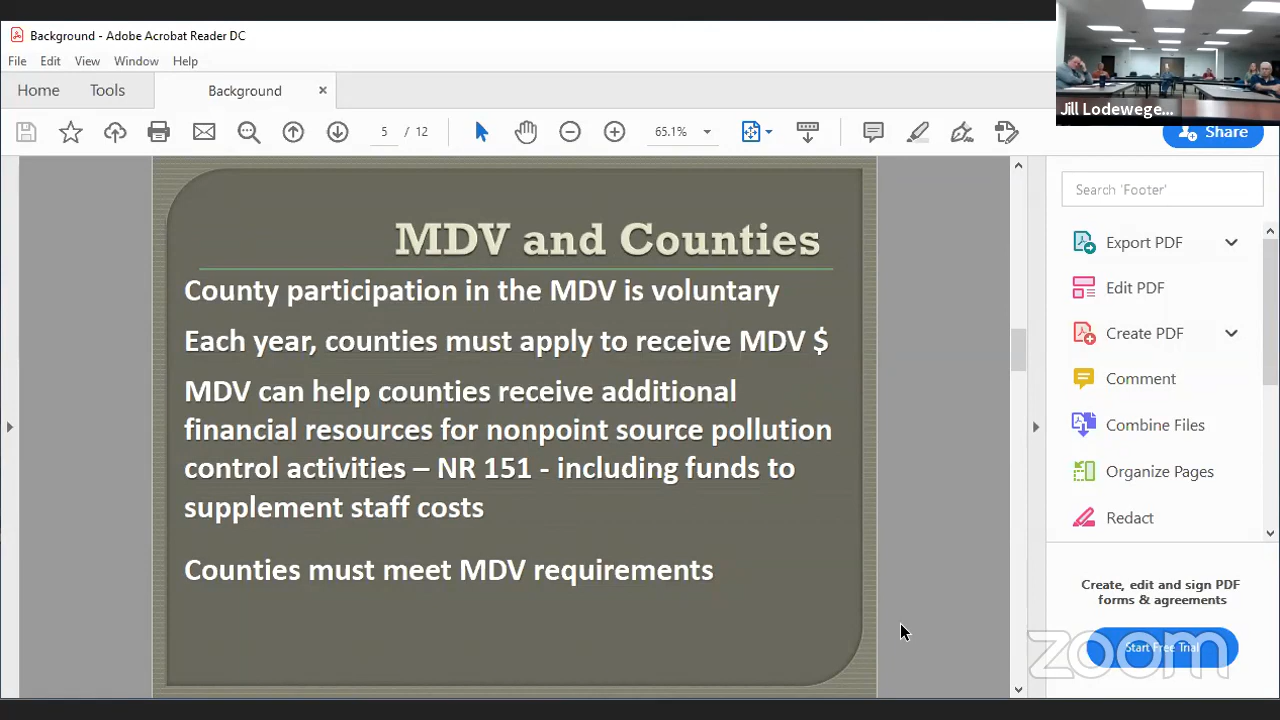 Background - Adobe Acrobat Reader DC
File Edit View Window Help
Home Tools Background
5 / 12 65.1%
Share
Jill Lodewege...
MDV and Counties
County participation in the MDV is voluntary
Each year, counties must apply to receive MDV $
MDV can help counties receive additional
financial resources for nonpoint source pollution
control activities – NR 151 - including funds to
supplement staff costs
Counties must meet MDV requirements
Search 'Footer'
Export PDF
Edit PDF
Create PDF
Comment
Combine Files
Organize Pages
Redact
Create, edit and sign PDF
forms & agreements
Start Free Trial
zoom